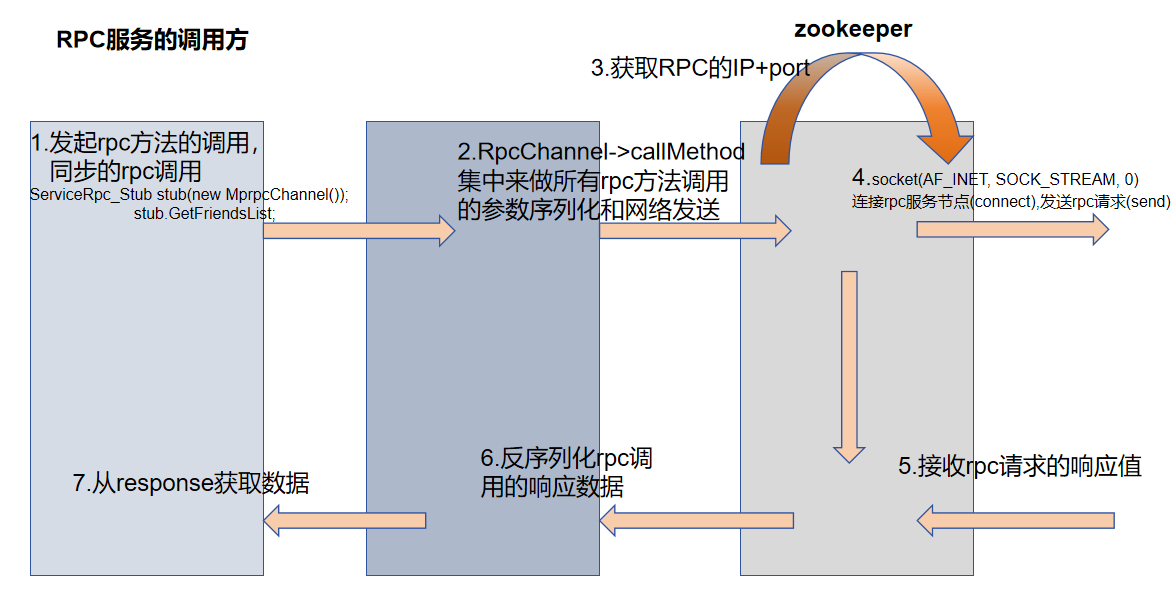 RPC服务的调用方
zookeeper
3.获取RPC的IP+port
1.发起rpc方法的调用，
同步的rpc调用
ServiceRpc_Stub stub(new MprpcChannel());
stub.GetFriendsList;
2.RpcChannel->callMethod
集中来做所有rpc方法调用
的参数序列化和网络发送
4.socket(AF_INET, SOCK_STREAM, 0)
连接rpc服务节点(connect),发送rpc请求(send)
5.接收rpc请求的响应值
6.反序列化rpc调
用的响应数据
7.从response获取数据